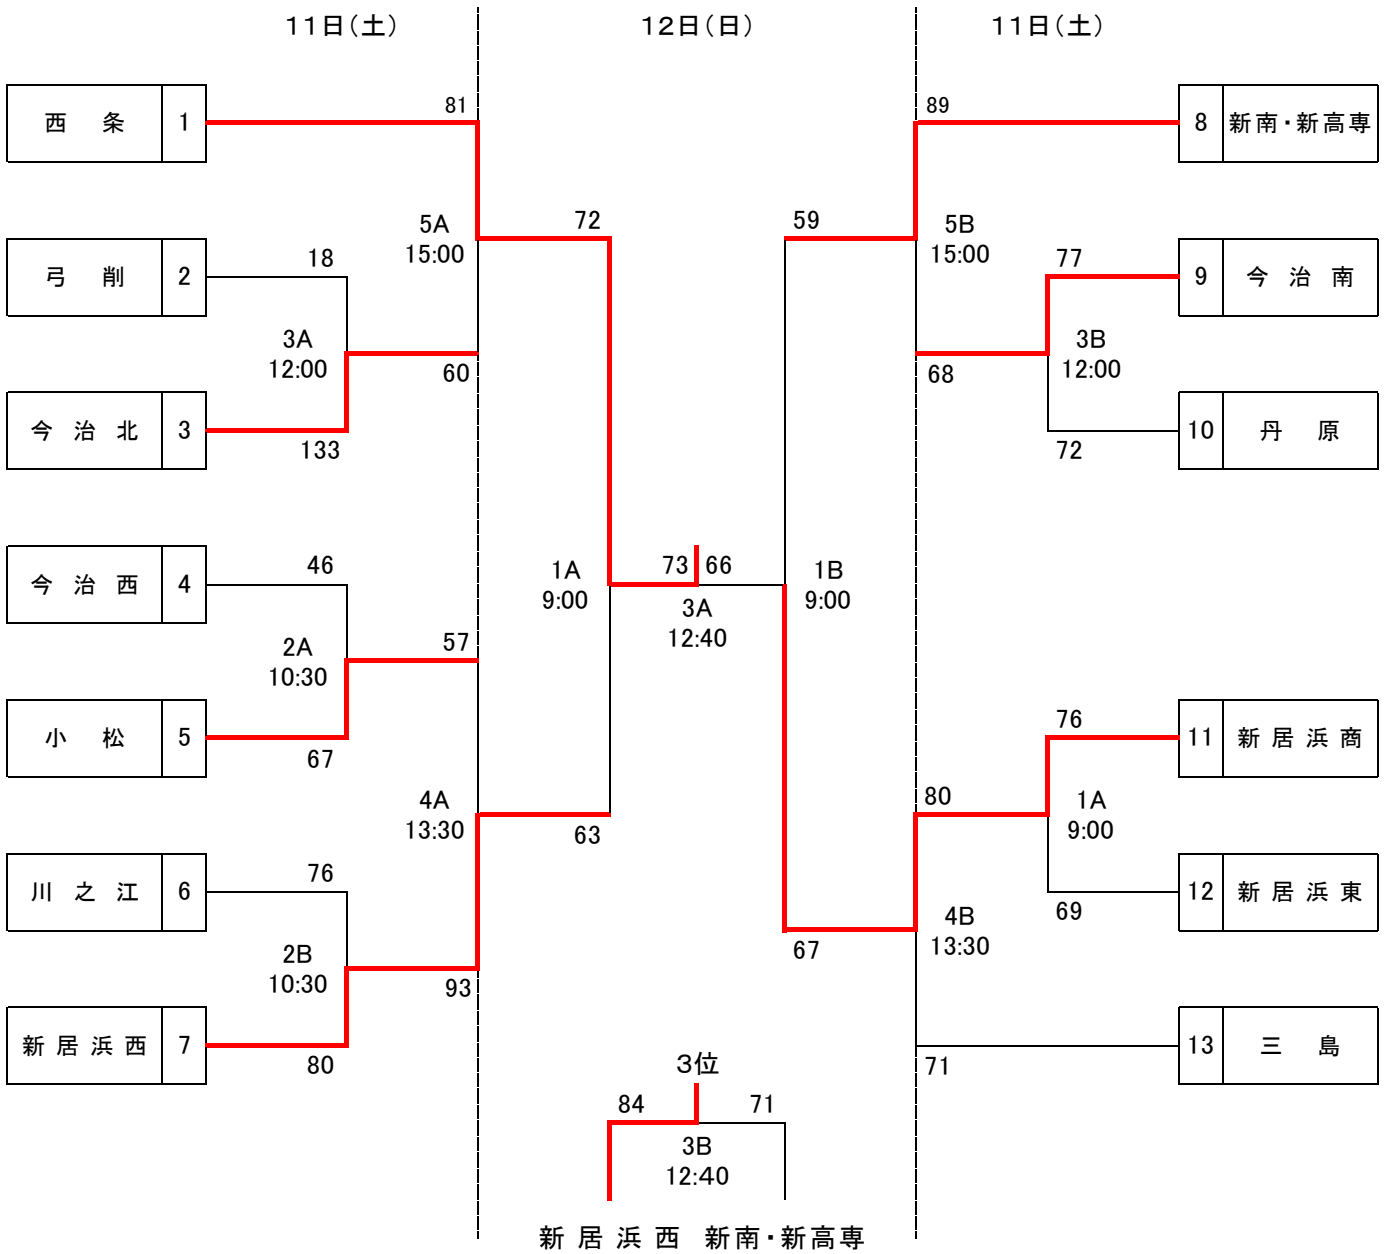 11日(土) 12日(日) 11日(土)
81 89
西 条 1 8 新南・新高専
5A 72 59 5B
15:00 15:00
弓 削 2 18 77 9 今 治 南
3A 3B
12:00 12:00
60 68
今 治 北 3 10 丹 原
133 72
今 治 西 4 46
1A 73 66 1B
9:00 9:00
3A
12:40
2A 57
10:30
小 松 5 76 11 新 居 浜 商
67
4A 80 1A
13:30 9:00
63
川 之 江 6 76 12 新 居 浜 東
69
4B
2B 67 13:30
10:30
93
新 居 浜 西 7 13 三 島
80 71
3位
84 71
3B
12:40
新 居 浜 西 新南・新高専